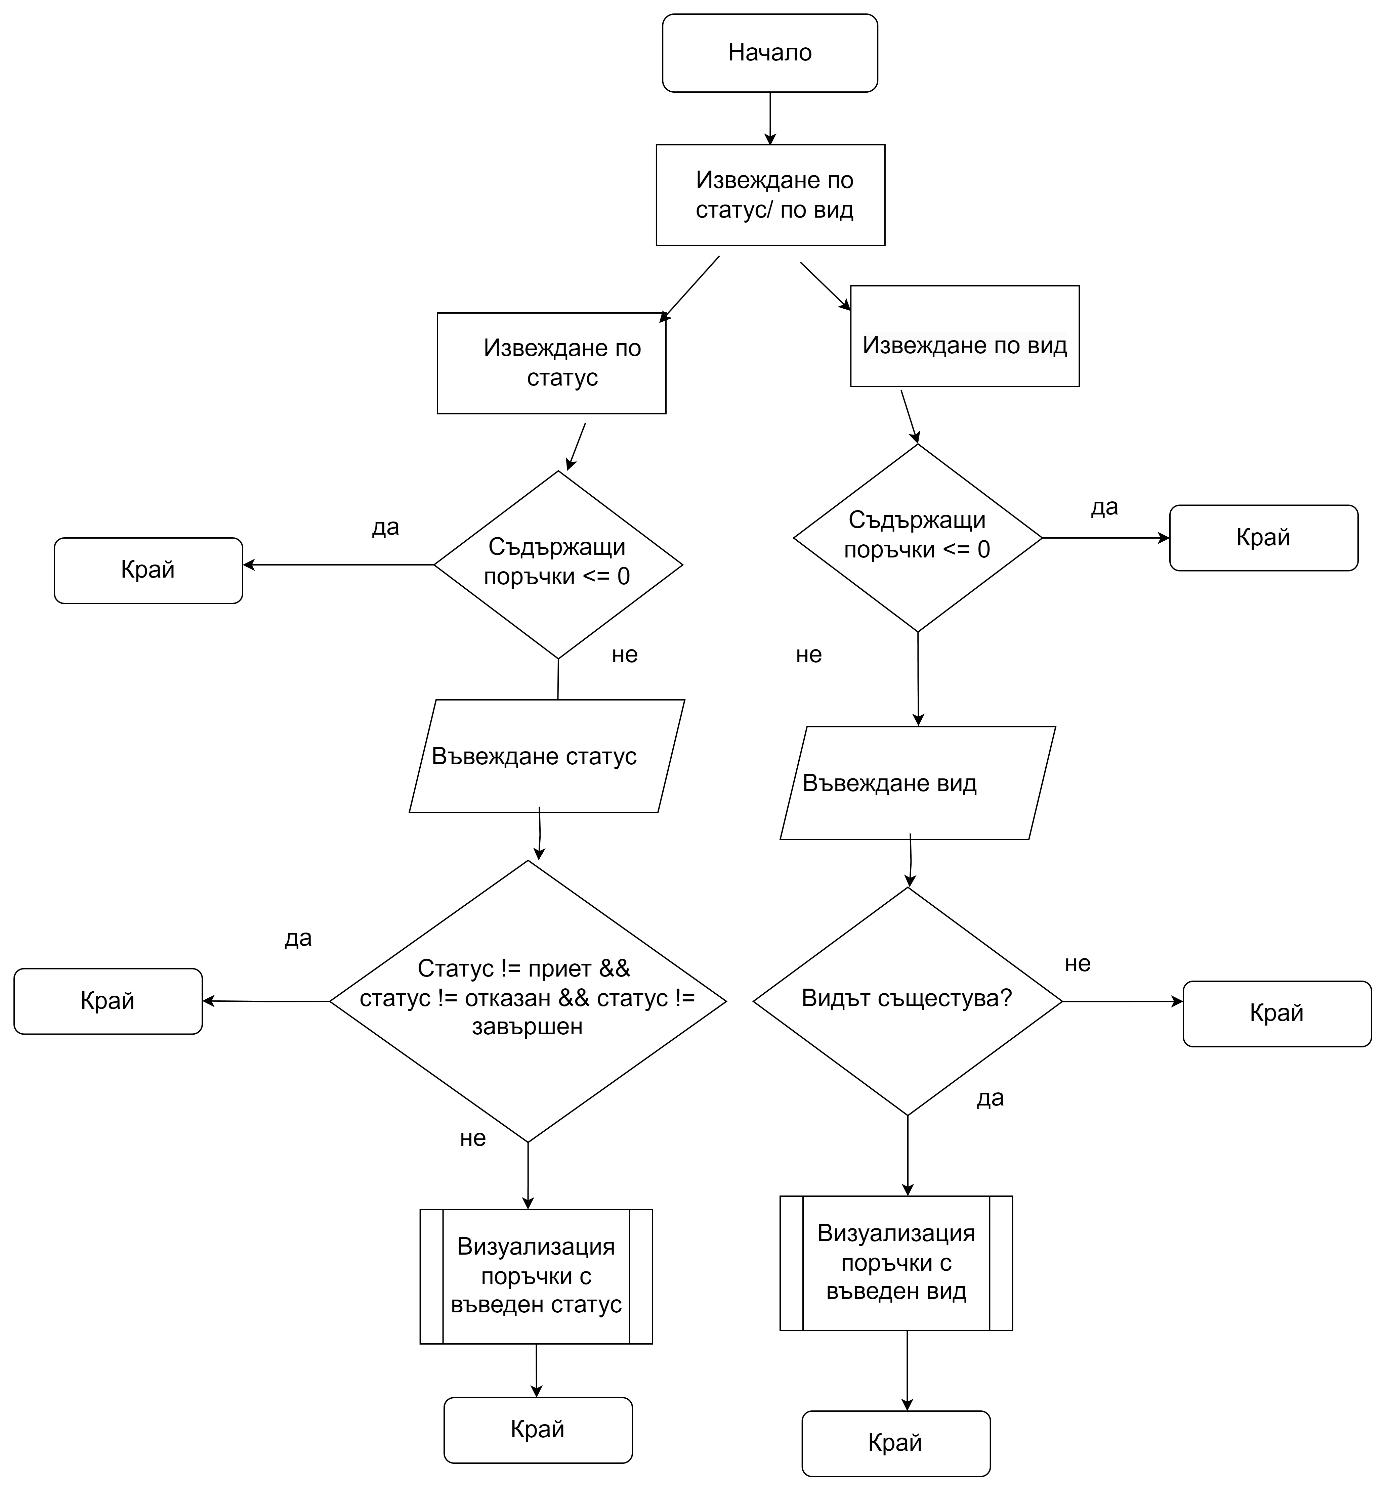 Начало
Извеждане по
статус/ по вид
Извеждане по
статус
Извеждане по вид
да
Съдържащи
поръчки <= 0
Край
не
Съдържащи
поръчки <= 0
да
Край
не
Въвеждане статус
Въвеждане вид
да
Статус != приет &&
статус != отказан && статус !=
завършен
Край
не
Видът същестува?
не
Край
да
Визуализация
поръчки с
въведен статус
Визуализация
поръчки с
въведен вид
Край
Край